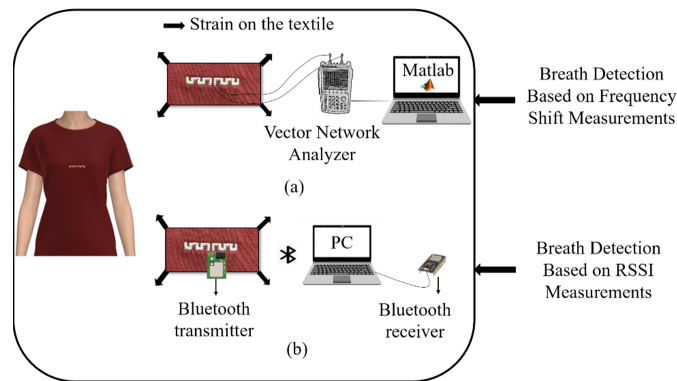 Strain on the textile
Matlab
Vector Network
Analyzer
(a)
Breath Detection
Based on Frequency
Shift Measurements
PC
Bluetooth
transmitter
Bluetooth
receiver
(b)
Breath Detection
Based on RSSI
Measurements